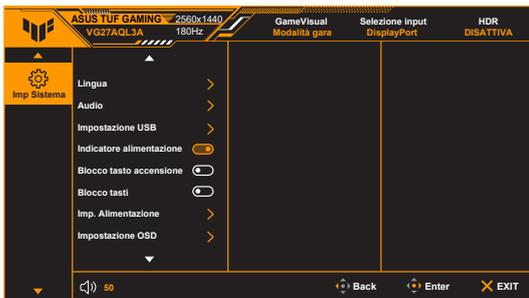 ASUS TUF GAMING 2560x1440
VG27AQL3A 180Hz
GameVisual
Modalità gara
Selezione input
DisplayPort
HDR
DISATTIVA
Imp Sistema
Lingua
Audio
Impostazione USB
Indicatore alimentazione
Blocco tasto accensione
Blocco tasti
Imp. Alimentazione
Impostazione OSD
50
Back
Enter
EXIT